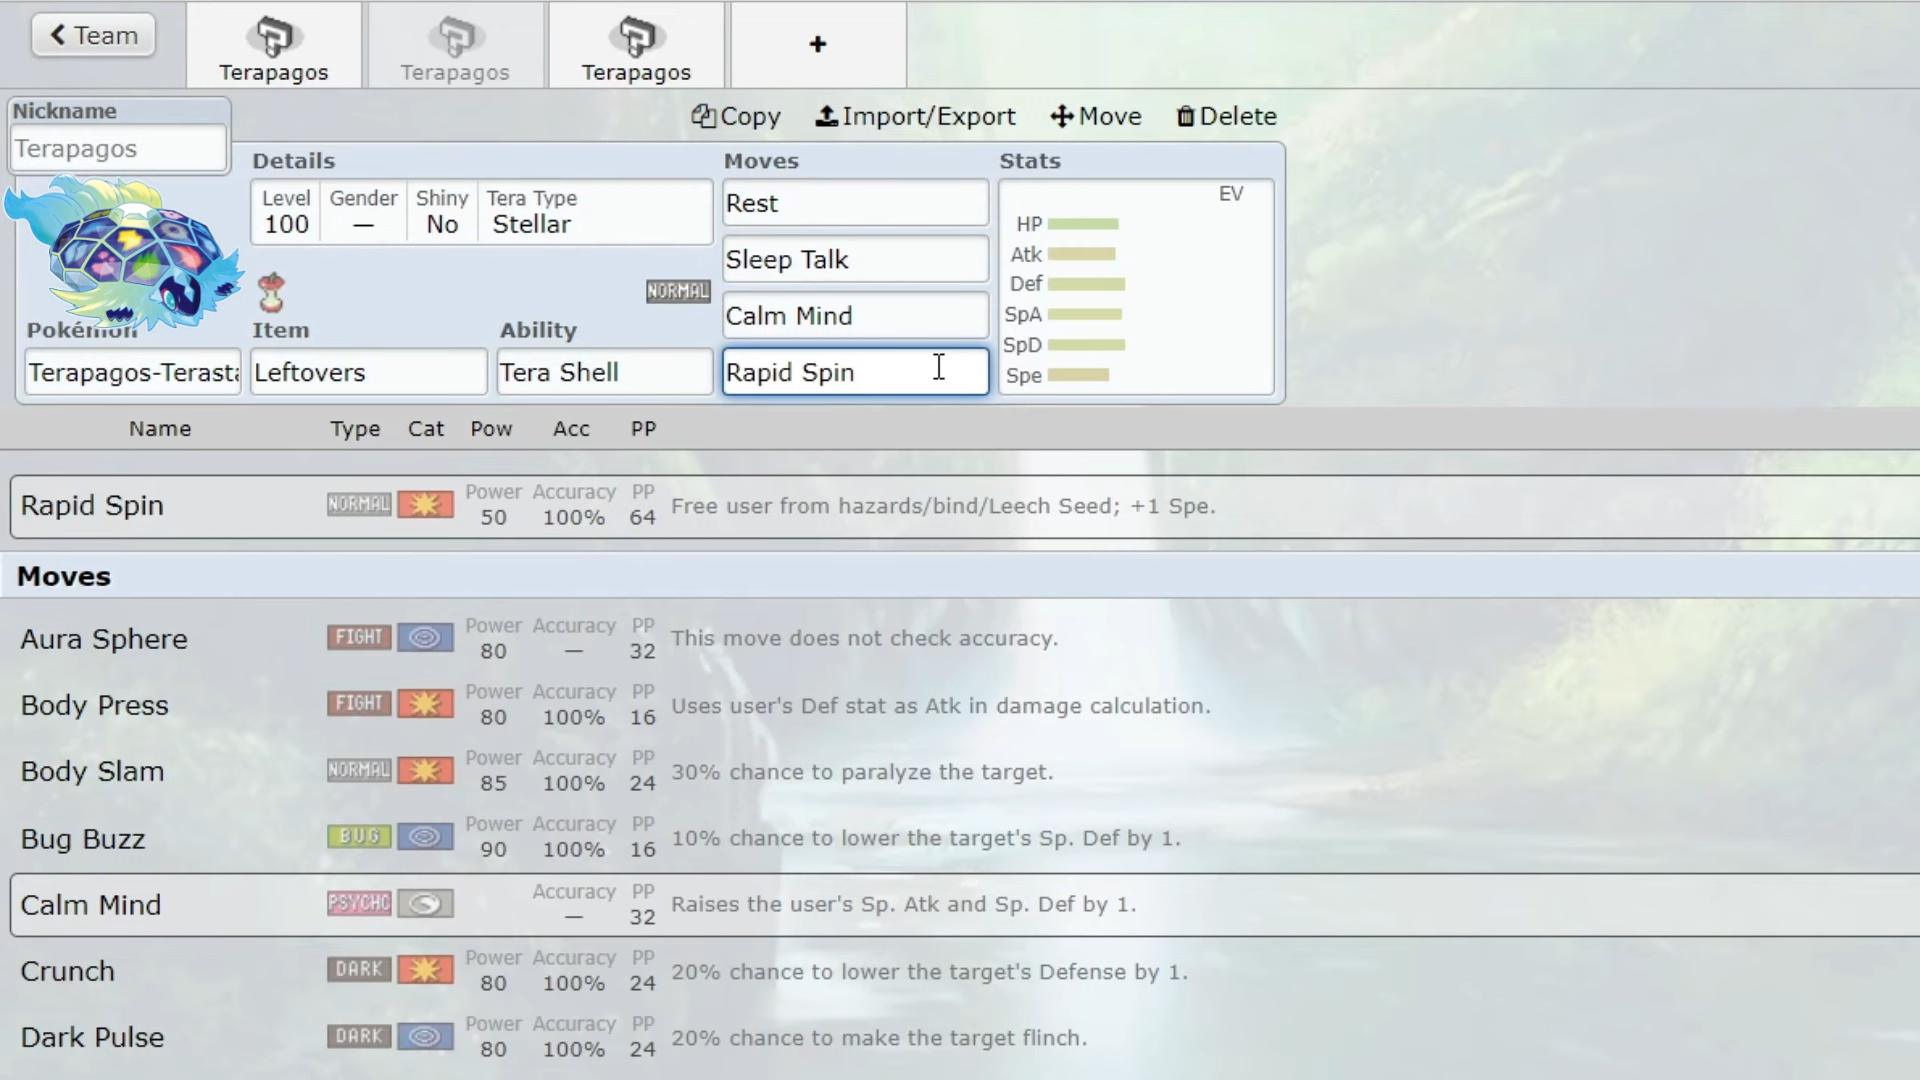 Team
Terapagos
Terapagos
Terapagos
+
Nickname
Terapagos
Copy
Import/Export
Move
Delete
Details
Moves
Stats
Level
100
Gender
—
Shiny
No
Tera Type
Stellar
NORMAL
Pokémon
Item
Ability
Terapagos-Terasta
Leftovers
Tera Shell
Rest
Sleep Talk
Calm Mind
Rapid Spin
EV
HP
Atk
Def
SpA
SpD
Spe
Name Type Cat Pow Acc PP
Rapid Spin NORMAL Power 50 Accuracy 100% PP 64 Free user from hazards/bind/Leech Seed; +1 Spe.
Moves
Aura Sphere FIGHT Power 80 Accuracy — PP 32 This move does not check accuracy.
Body Press FIGHT Power 80 Accuracy 100% PP 16 Uses user's Def stat as Atk in damage calculation.
Body Slam NORMAL Power 85 Accuracy 100% PP 24 30% chance to paralyze the target.
Bug Buzz BUG Power 90 Accuracy 100% PP 16 10% chance to lower the target's Sp. Def by 1.
Calm Mind PSYCHC Accuracy — PP 32 Raises the user's Sp. Atk and Sp. Def by 1.
Crunch DARK Power 80 Accuracy 100% PP 24 20% chance to lower the target's Defense by 1.
Dark Pulse DARK Power 80 Accuracy 100% PP 24 20% chance to make the target flinch.